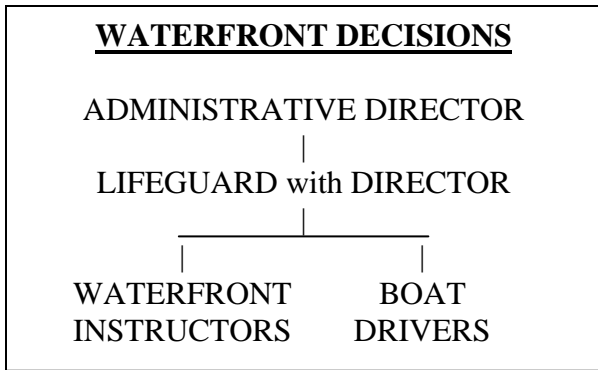 WATERFRONT DECISIONS
ADMINISTRATIVE DIRECTOR
LIFEGUARD with DIRECTOR
WATERFRONT BOAT
INSTRUCTORS DRIVERS